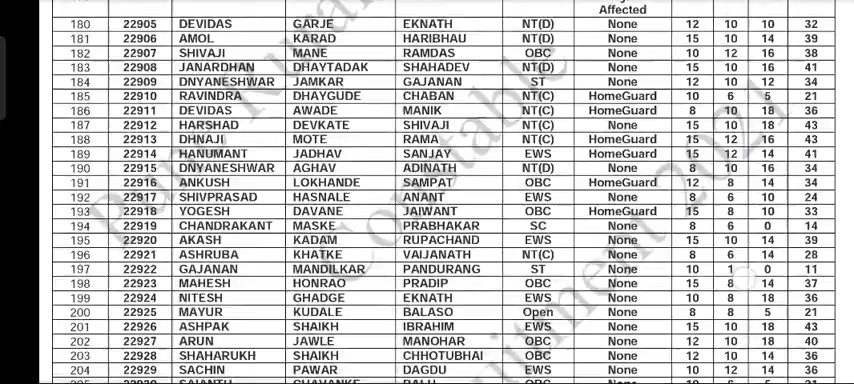 Affected
180 22905 DEVIDAS GARJE EKNATH NT(D) None 12 10 10 32
181 22906 AMOL KARAD HARIBHAU NT(D) None 15 10 14 39
182 22907 SHIVAJI MANE RAMDAS OBC None 10 12 16 38
183 22908 JANARDHAN DHAYTADAK SHAHADEV NT(D) None 15 10 16 41
184 22909 DNYANESHWAR JAMKAR GAJANAN ST None 12 10 12 34
185 22910 RAVINDRA DHAYGUDE CHABAN NT(C) HomeGuard 10 6 5 21
186 22911 DEVIDAS AWADE MANIK NT(C) HomeGuard 8 10 18 36
187 22912 HARSHAD DEVKATE SHIVAJI NT(C) None 15 10 18 43
188 22913 DHNAJI MOTE RAMA NT(C) HomeGuard 15 12 16 43
189 22914 HANUMANT JADHAV SANJAY EWS HomeGuard 15 12 14 41
190 22915 DNYANESHWAR AGHAV ADINATH NT(D) None 8 10 16 34
191 22916 ANKUSH LOKHANDE SAMPAT OBC HomeGuard 12 8 14 34
192 22917 SHIVPRASAD HASNALE ANANT EWS None 8 6 10 24
193 22918 YOGESH DAVANE JAIWANT OBC HomeGuard 15 8 10 33
194 22919 CHANDRAKANT MASKE PRABHAKAR SC None 8 6 0 14
195 22920 AKASH KADAM RUPACHAND EWS None 15 10 14 39
196 22921 ASHRUBA KHATKE VAIJANATH NT(C) None 8 6 14 28
197 22922 GAJANAN MANDILKAR PANDURANG ST None 10 1 0 11
198 22923 MAHESH HONRAO PRADIP OBC None 15 8 14 37
199 22924 NITESH GHADGE EKNATH EWS None 10 8 18 36
200 22925 MAYUR KUDALE BALASO Open None 8 8 5 21
201 22926 ASHPAK SHAIKH IBRAHIM EWS None 15 10 18 43
202 22927 ARUN JAWLE MANOHAR OBC None 12 10 18 40
203 22928 SHAHARUKH SHAIKH CHHOTUBHAI OBC None 12 10 14 36
204 22929 SACHIN PAWAR DAGDU EWS None 10 12 14 36